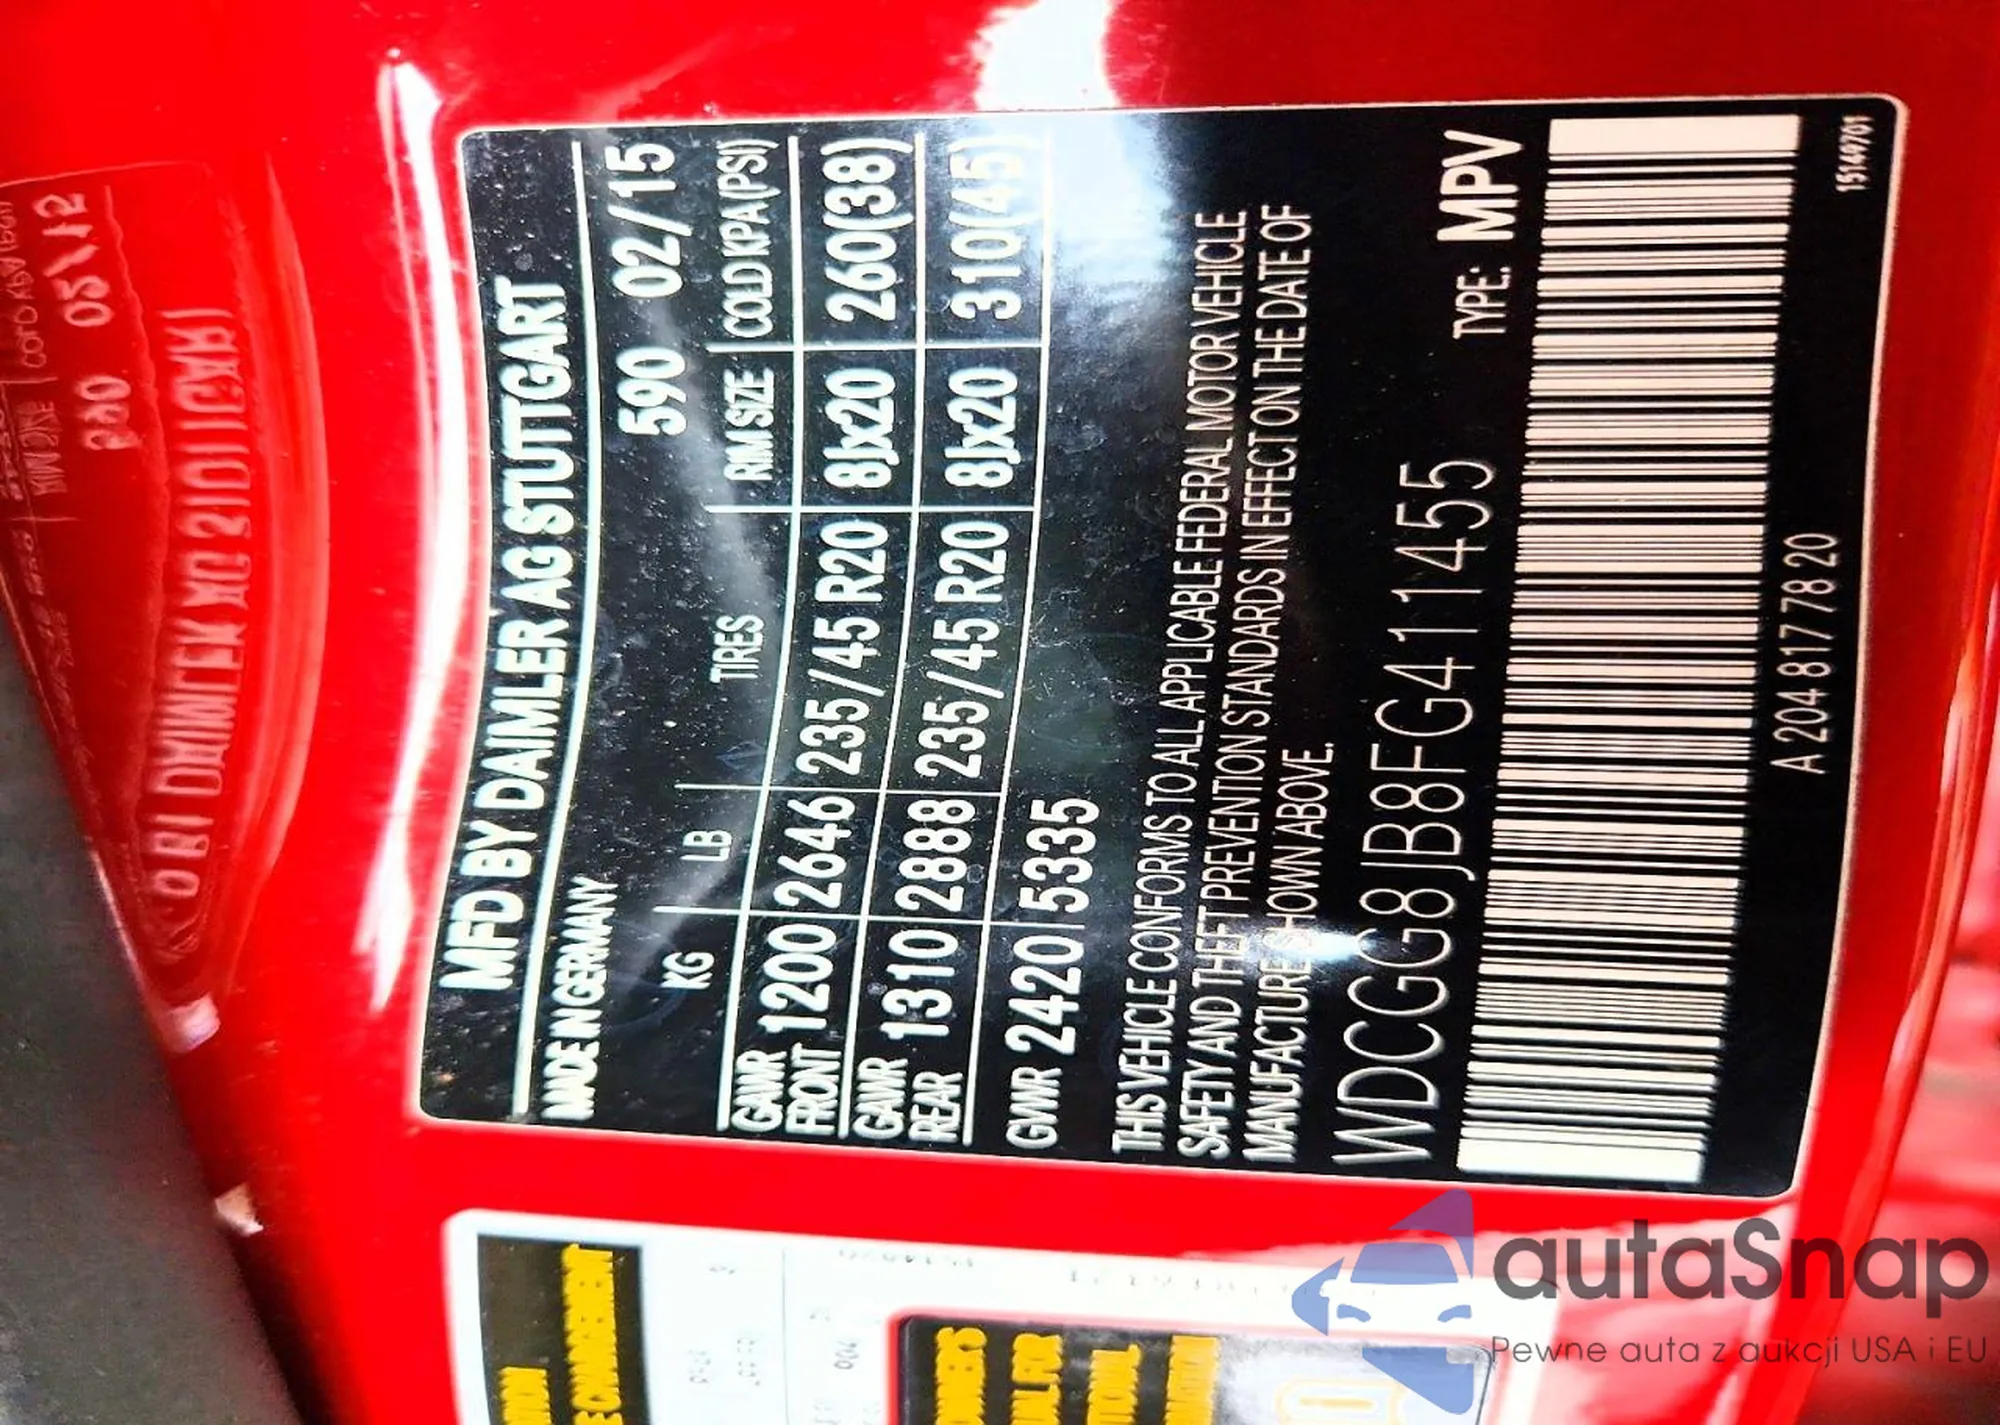 MFD BY DAIMLER AG STUTTGART
MADE IN GERMANY
590 02/15
KG LB TIRES RIM SIZE COLD KPA(PSI)
GAWR FRONT 1200 2646 235/45 R20 8Jx20 260(38)
GAWR REAR 1310 2888 235/45 R20 8Jx20 310(45)
GVWR 2420 5335
THIS VEHICLE CONFORMS TO ALL APPLICABLE FEDERAL MOTOR VEHICLE
SAFETY AND THEFT PREVENTION STANDARDS IN EFFECT ON THE DATE OF
MANUFACTURE SHOWN ABOVE.
WDCGG8JB8FG411455 TYPE: MPV
A 204 817 78 20
15149701
autaSnap
Pewne auta z aukcji USA i EU